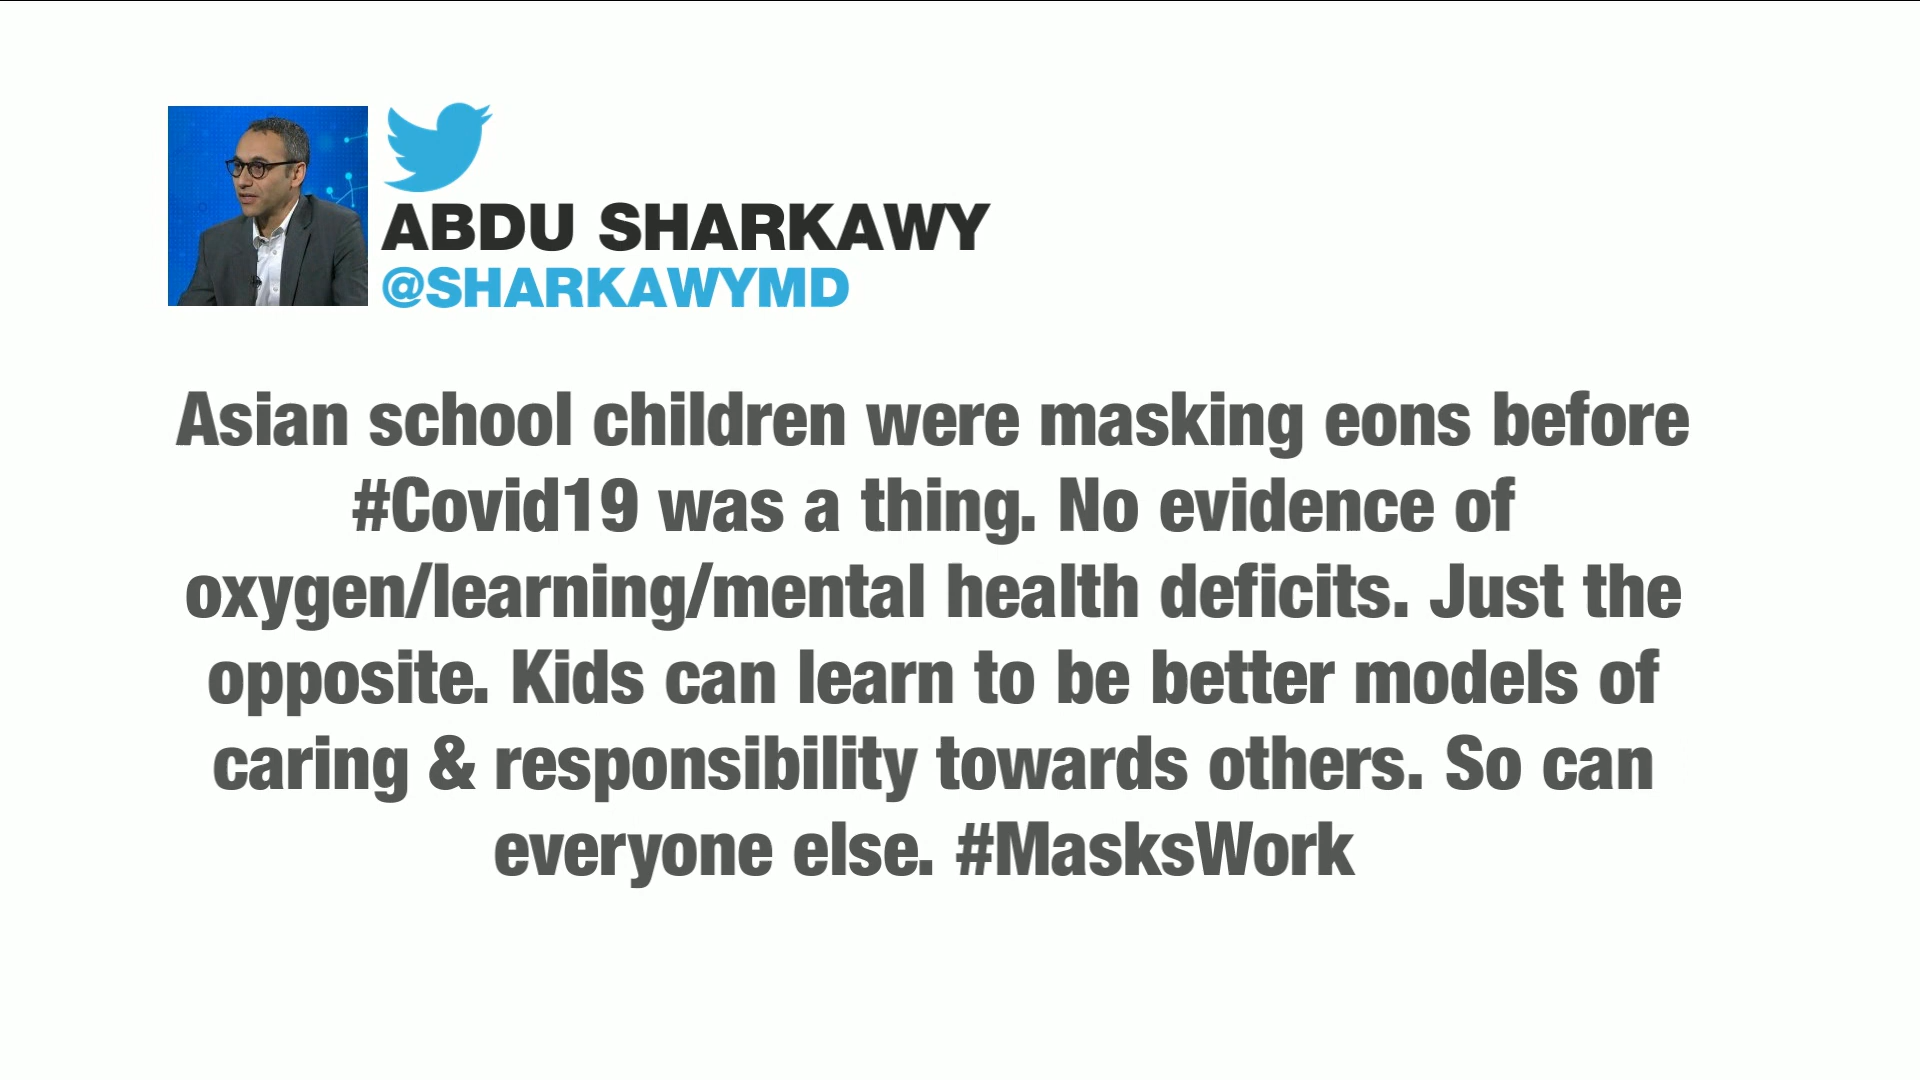 ABDU SHARKAWY
@SHARKAWYMD
Asian school children were masking eons before
#Covid19 was a thing. No evidence of
oxygen/learning/mental health deficits. Just the
opposite. Kids can learn to be better models of
caring & responsibility towards others. So can
everyone else. #MasksWork